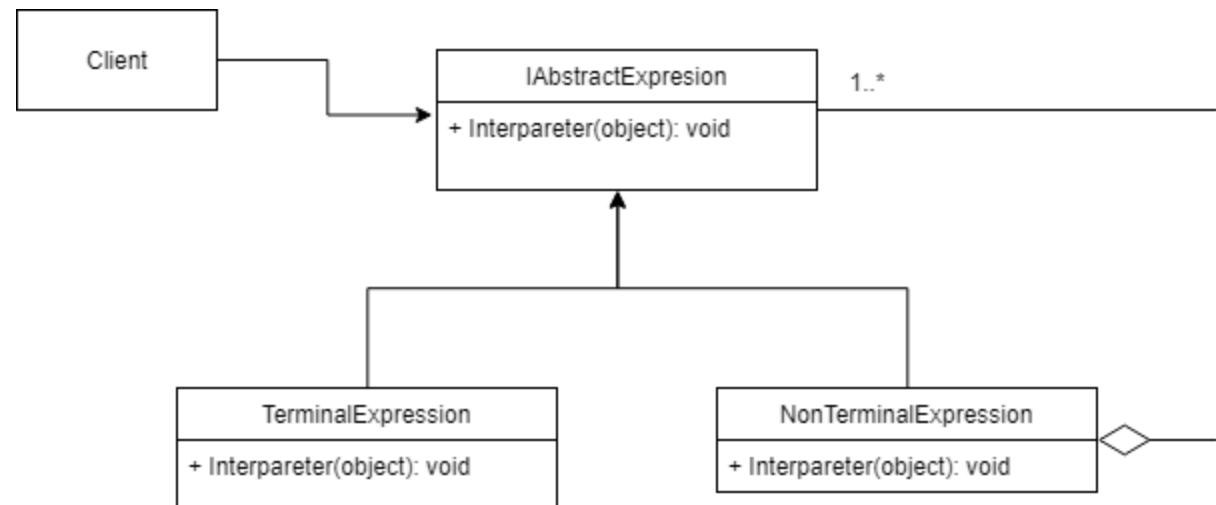 Client
IAbstractExpresion
1..*
+ Interpareter(object): void
TerminalExpression
NonTerminalExpression
+ Interpareter(object): void
+ Interpareter(object): void